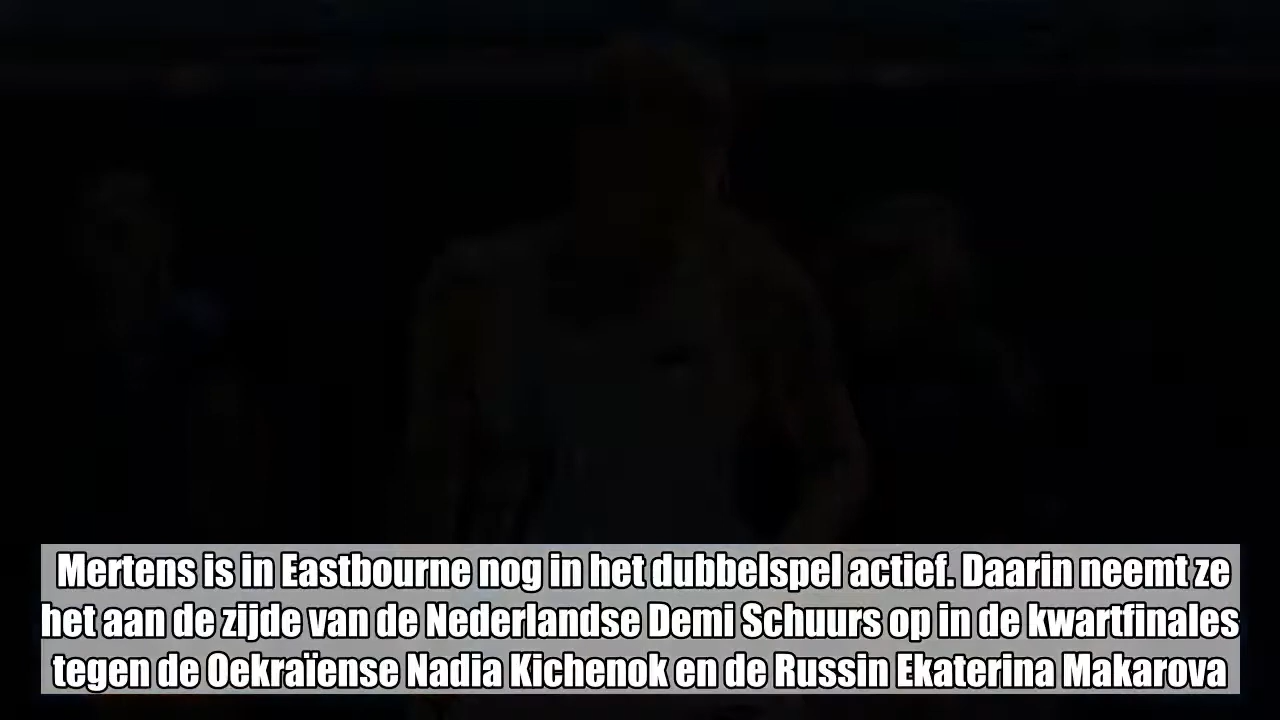 Mertens is in Eastbourne nog in het dubbelspel actief. Daarin neemt ze
het aan de zijde van de Nederlandse Demi Schuurs op in de kwartfinales
tegen de Oekraïense Nadia Kichenok en de Russin Ekaterina Makarova